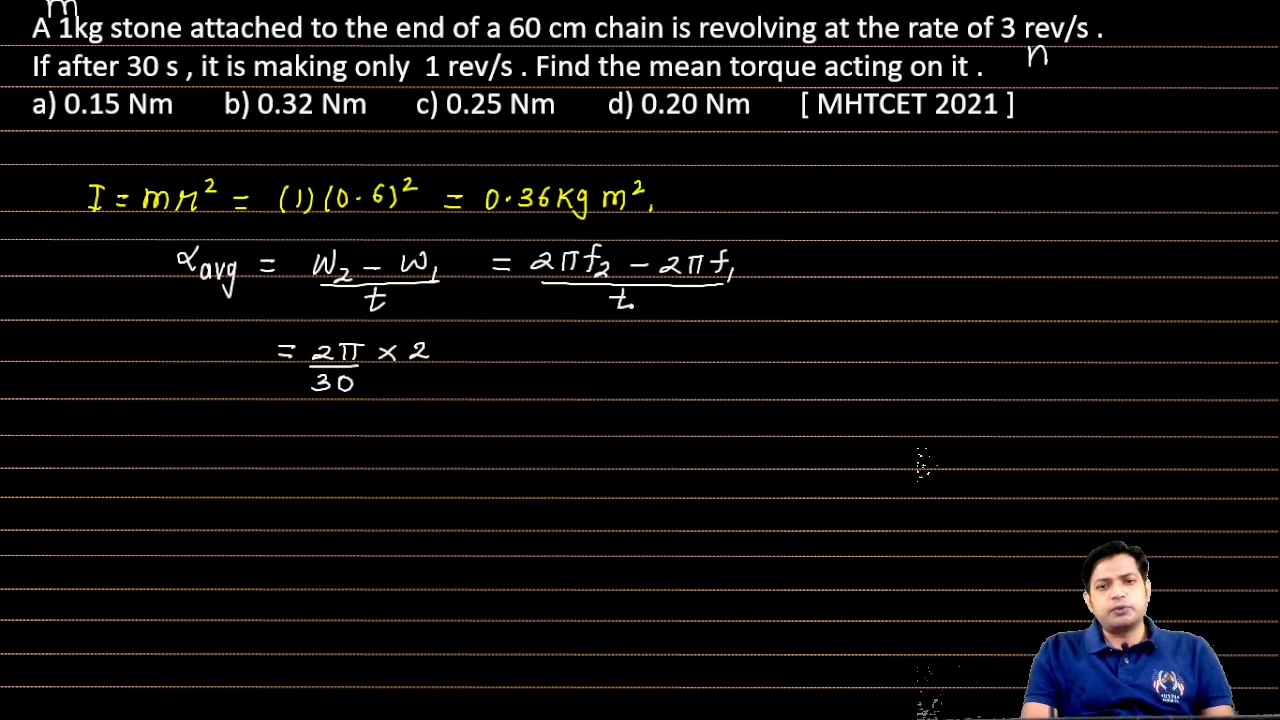 m
A 1kg stone attached to the end of a 60 cm chain is revolving at the rate of 3 rev/s .
If after 30 s , it is making only 1 rev/s . Find the mean torque acting on it .
n
a) 0.15 Nm b) 0.32 Nm c) 0.25 Nm d) 0.20 Nm [ MHTCET 2021 ]
I = mr² = (1)(0.6)² = 0.36 Kg m².
αavg = W₂ – W₁ / t = 2πf₂ – 2πf₁ / t.
= 2π / 30 × 2